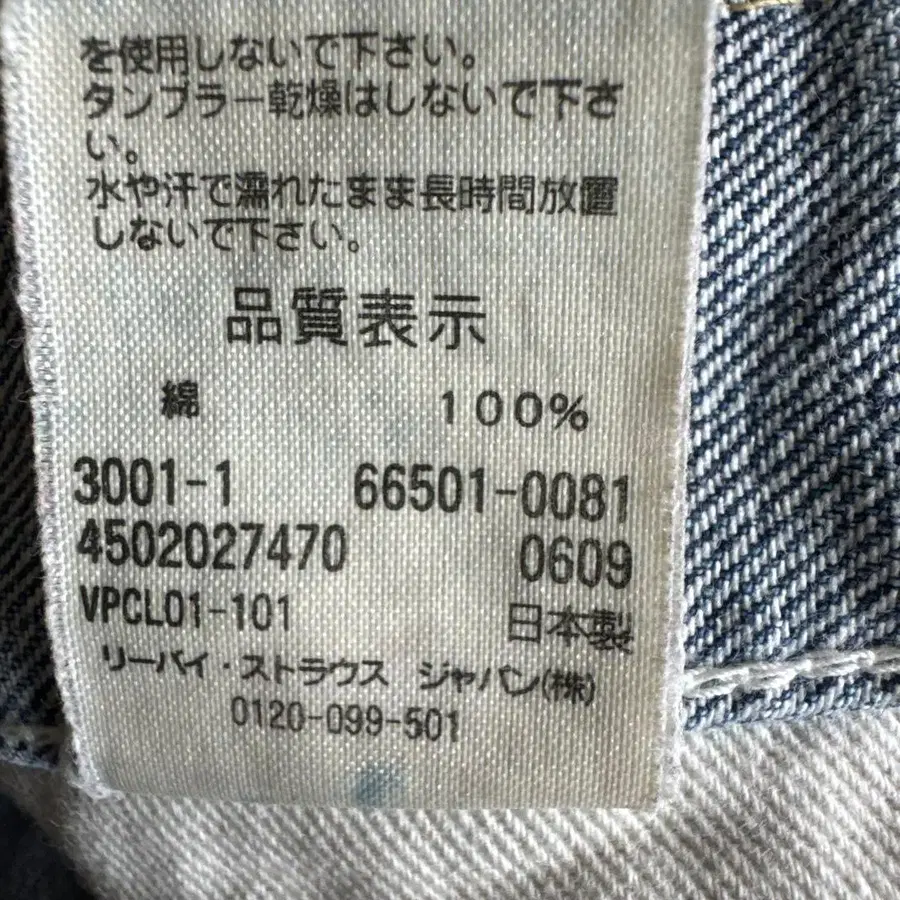 を使用しないで下さい。
タンブラー乾燥はしないで下さ
い。
水や汗で濡れたまま長時間放置
しないで下さい。
品質表示
綿 100%
3001-1 66501-0081
4502027470 0609
VPCL01-101 日本製
リーバイ・ストラウス ジャパン(株)
0120-099-501